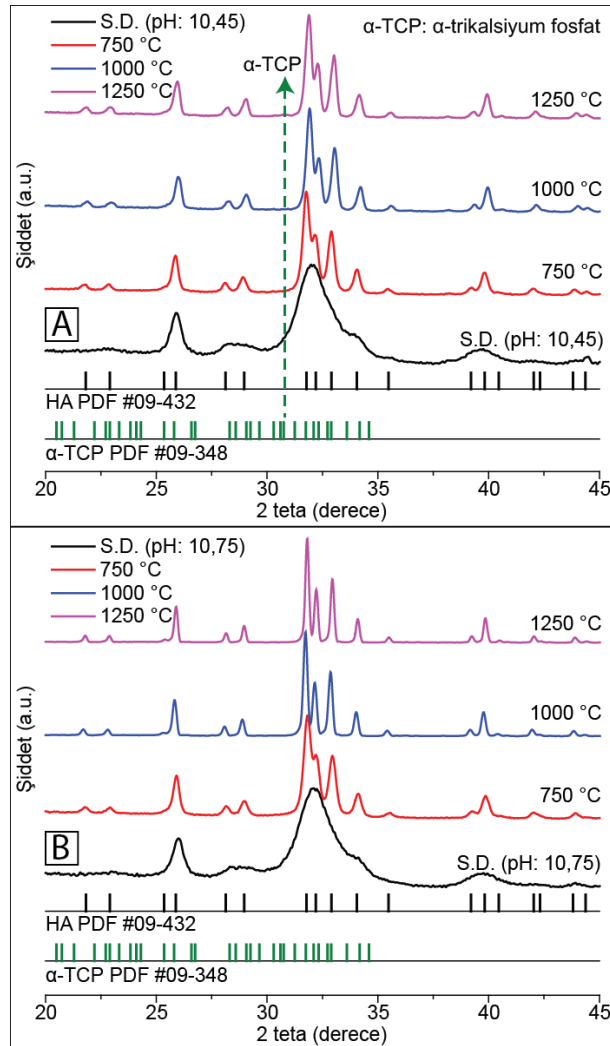 S.D. (pH: 10,45)
750 °C
1000 °C
1250 °C
α-TCP: α-trikalsiyum fosfat
α-TCP
1250 °C
1000 °C
750 °C
S.D. (pH: 10,45)
Şiddet (a.u.)
A
HA PDF #09-432
α-TCP PDF #09-348
20 25 30 35 40 45
2 teta (derece)
S.D. (pH: 10,75)
750 °C
1000 °C
1250 °C
1250 °C
1000 °C
750 °C
S.D. (pH: 10,75)
Şiddet (a.u.)
B
HA PDF #09-432
α-TCP PDF #09-348
20 25 30 35 40 45
2 teta (derece)